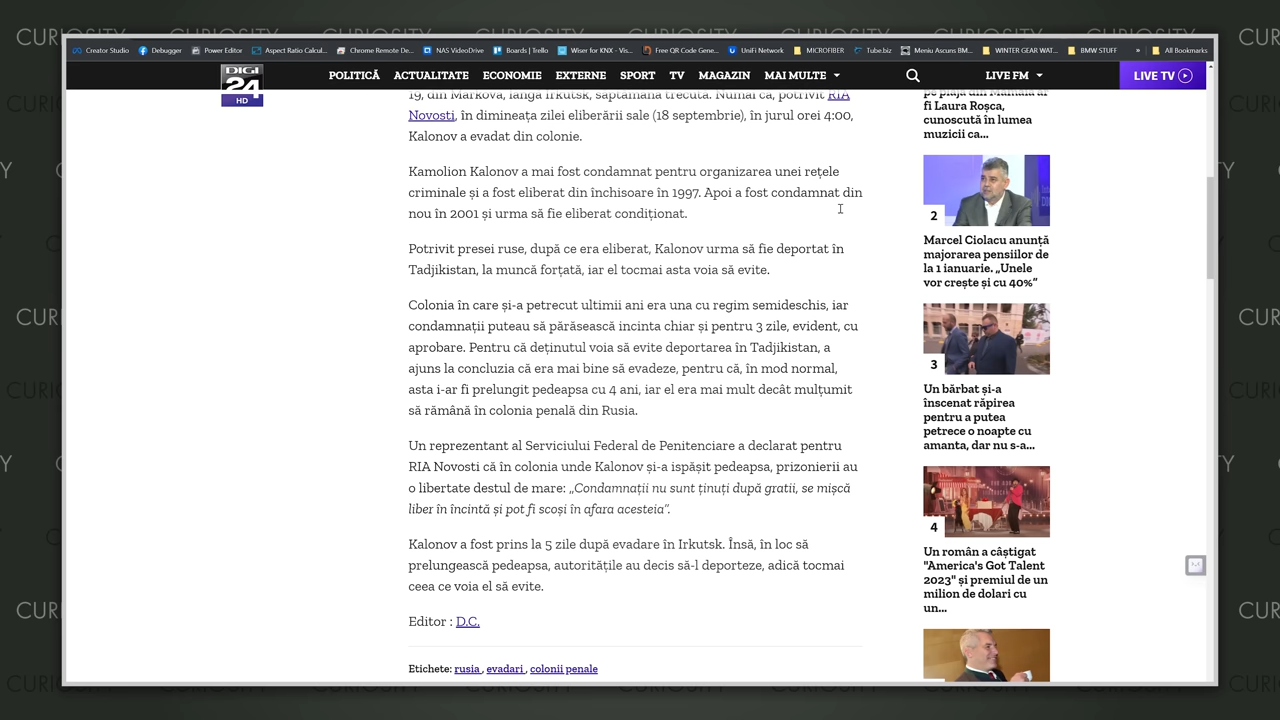 CURIOSITY
Creator Studio
Debugger
Power Editor
Aspect Ratio Calcul...
Chrome Remote De...
NAS VideoDrive
Boards | Trello
Wiser for KNX - Vis...
Free QR Code Gene...
UniFi Network
MICROFIBER
Tube.biz
Meniu Ascuns BM...
WINTER GEAR WAT...
BMW STUFF
»
All Bookmarks
DIGI
24
HD
POLITICĂ
ACTUALITATE
ECONOMIE
EXTERNE
SPORT
TV
MAGAZIN
MAI MULTE
LIVE FM
LIVE TV
19, din Markova, lângă Irkutsk, săptămâna trecută. Numai că, potrivit RIA
Novosti, în dimineața zilei eliberării sale (18 septembrie), în jurul orei 4:00,
Kalonov a evadat din colonie.
Kamolion Kalonov a mai fost condamnat pentru organizarea unei rețele
criminale și a fost eliberat din închisoare în 1997. Apoi a fost condamnat din
nou în 2001 și urma să fie eliberat condiționat.
Potrivit presei ruse, după ce era eliberat, Kalonov urma să fie deportat în
Tadjikistan, la muncă forțată, iar el tocmai asta voia să evite.
Colonia în care și-a petrecut ultimii ani era una cu regim semideschis, iar
condamnații puteau să părăsească incinta chiar și pentru 3 zile, evident, cu
aprobare. Pentru că deținutul voia să evite deportarea în Tadjikistan, a
ajuns la concluzia că era mai bine să evadeze, pentru că, în mod normal,
asta i-ar fi prelungit pedeapsa cu 4 ani, iar el era mai mult decât mulțumit
să rămână în colonia penală din Rusia.
Un reprezentant al Serviciului Federal de Penitenciare a declarat pentru
RIA Novosti că în colonia unde Kalonov și-a ispășit pedeapsa, prizonierii au
o libertate destul de mare: „Condamnații nu sunt ținuți după gratii, se mișcă
liber în incintă și pot fi scoși în afara acesteia”.
Kalonov a fost prins la 5 zile după evadare în Irkutsk. Însă, în loc să
prelungească pedeapsa, autoritățile au decis să-l deporteze, adică tocmai
ceea ce voia el să evite.
Editor : D.C.
Etichete: rusia , evadari , colonii penale
pe plaja din Mamaia ar
fi Laura Roșca,
cunoscută în lumea
muzicii ca...
2
Marcel Ciolacu anunță
majorarea pensiilor de
la 1 ianuarie. „Unele
vor crește și cu 40%”
3
Un bărbat și-a
înscenat răpirea
pentru a putea
petrece o noapte cu
amanta, dar nu s-a...
4
Un român a câștigat
"America's Got Talent
2023" și premiul de un
milion de dolari cu
un...